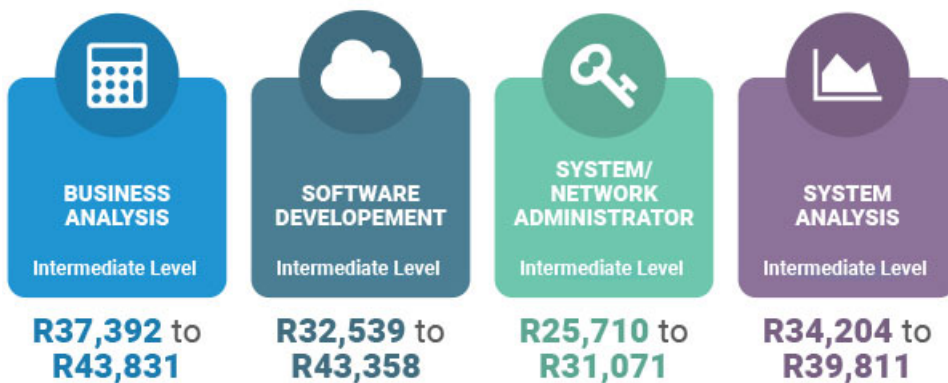 BUSINESS
ANALYSIS
Intermediate Level
R37,392 to
R43,831
SOFTWARE
DEVELOPEMENT
Intermediate Level
R32,539 to
R43,358
SYSTEM/
NETWORK
ADMINISTRATOR
Intermediate Level
R25,710 to
R31,071
SYSTEM
ANALYSIS
Intermediate Level
R34,204 to
R39,811